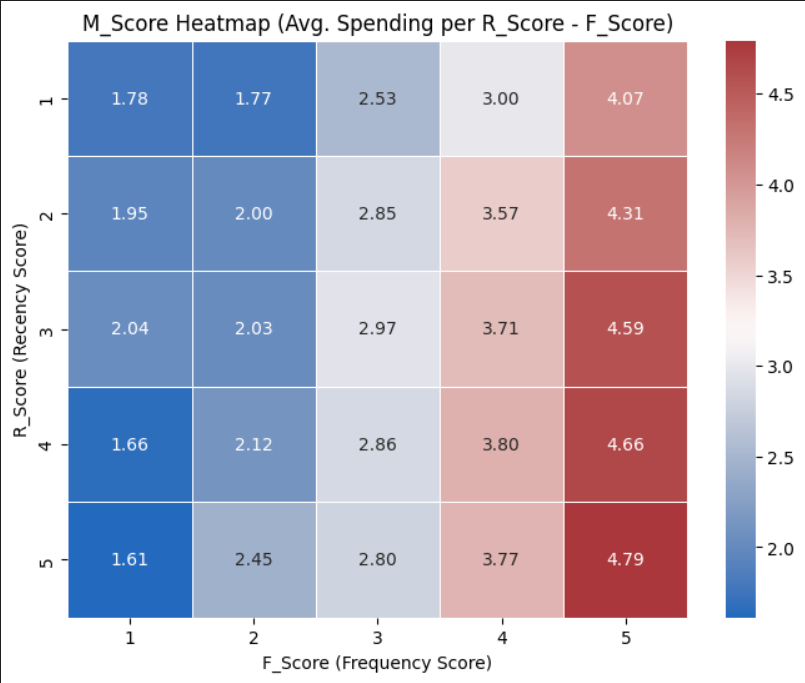 M_Score Heatmap (Avg. Spending per R_Score - F_Score)
R_Score (Recency Score)
1 1.78 1.77 2.53 3.00 4.07
2 1.95 2.00 2.85 3.57 4.31
3 2.04 2.03 2.97 3.71 4.59
4 1.66 2.12 2.86 3.80 4.66
5 1.61 2.45 2.80 3.77 4.79
1 2 3 4 5
F_Score (Frequency Score)
4.5
4.0
3.5
3.0
2.5
2.0